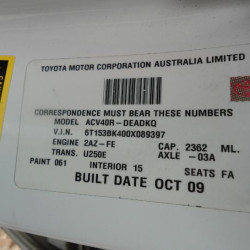 TOYOTA MOTOR CORPORATION AUSTRALIA LIMITED
CORRESPONDENCE MUST BEAR THESE NUMBERS
MODEL ACV40R-DEADKQ
V.I.N. 6T153BK400X089397
ENGINE 2AZ-FE CAP. 2362 ML.
TRANS. U250E AXLE -03A
PAINT 061 INTERIOR 15 SEATS FA
BUILT DATE OCT 09